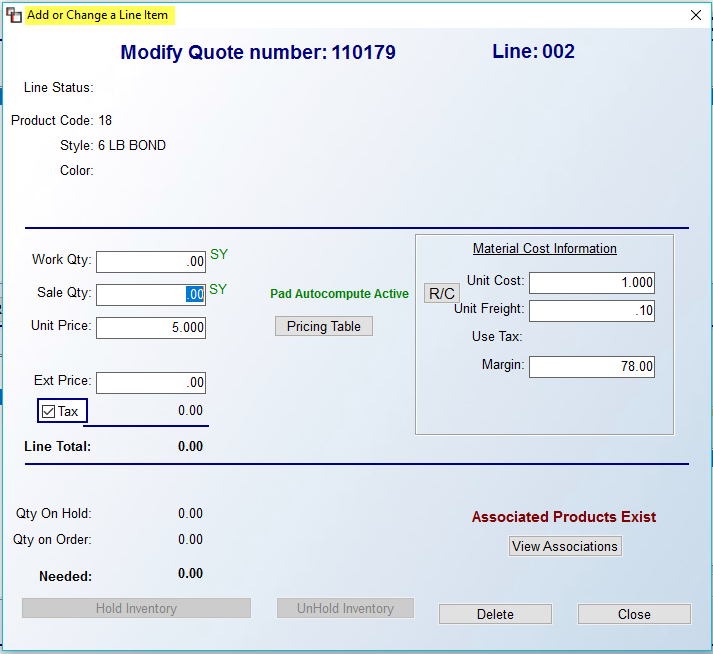 Add or Change a Line Item
Modify Quote number: 110179 Line: 002
Line Status:
Product Code: 18
Style: 6 LB BOND
Color:
Work Qty: .00 SY
Sale Qty: .00 SY
Unit Price: 5.000
Pad Autocompute Active
Pricing Table
Ext Price: .00
Tax 0.00
Line Total: 0.00
Material Cost Information
R/C
Unit Cost: 1.000
Unit Freight: .10
Use Tax:
Margin: 78.00
Qty On Hold: 0.00
Qty on Order: 0.00
Needed: 0.00
Associated Products Exist
View Associations
Hold Inventory UnHold Inventory Delete Close